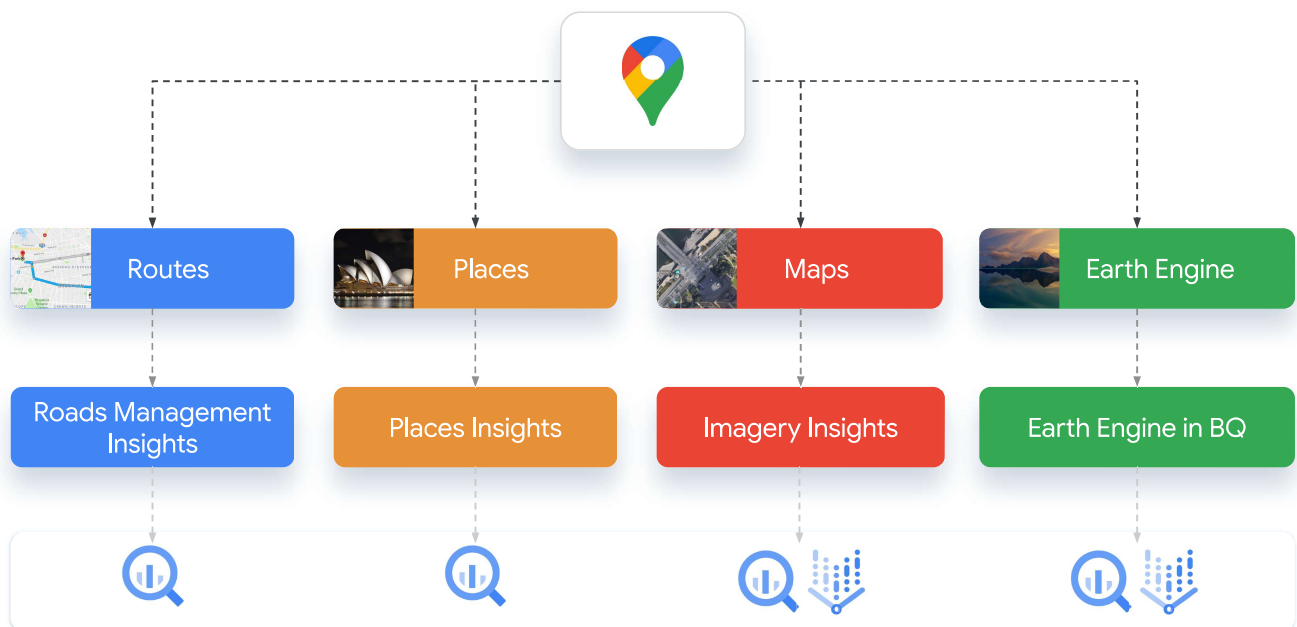 Routes
Places
Maps
Earth Engine
Roads Management
Insights
Places Insights
Imagery Insights
Earth Engine in BQ